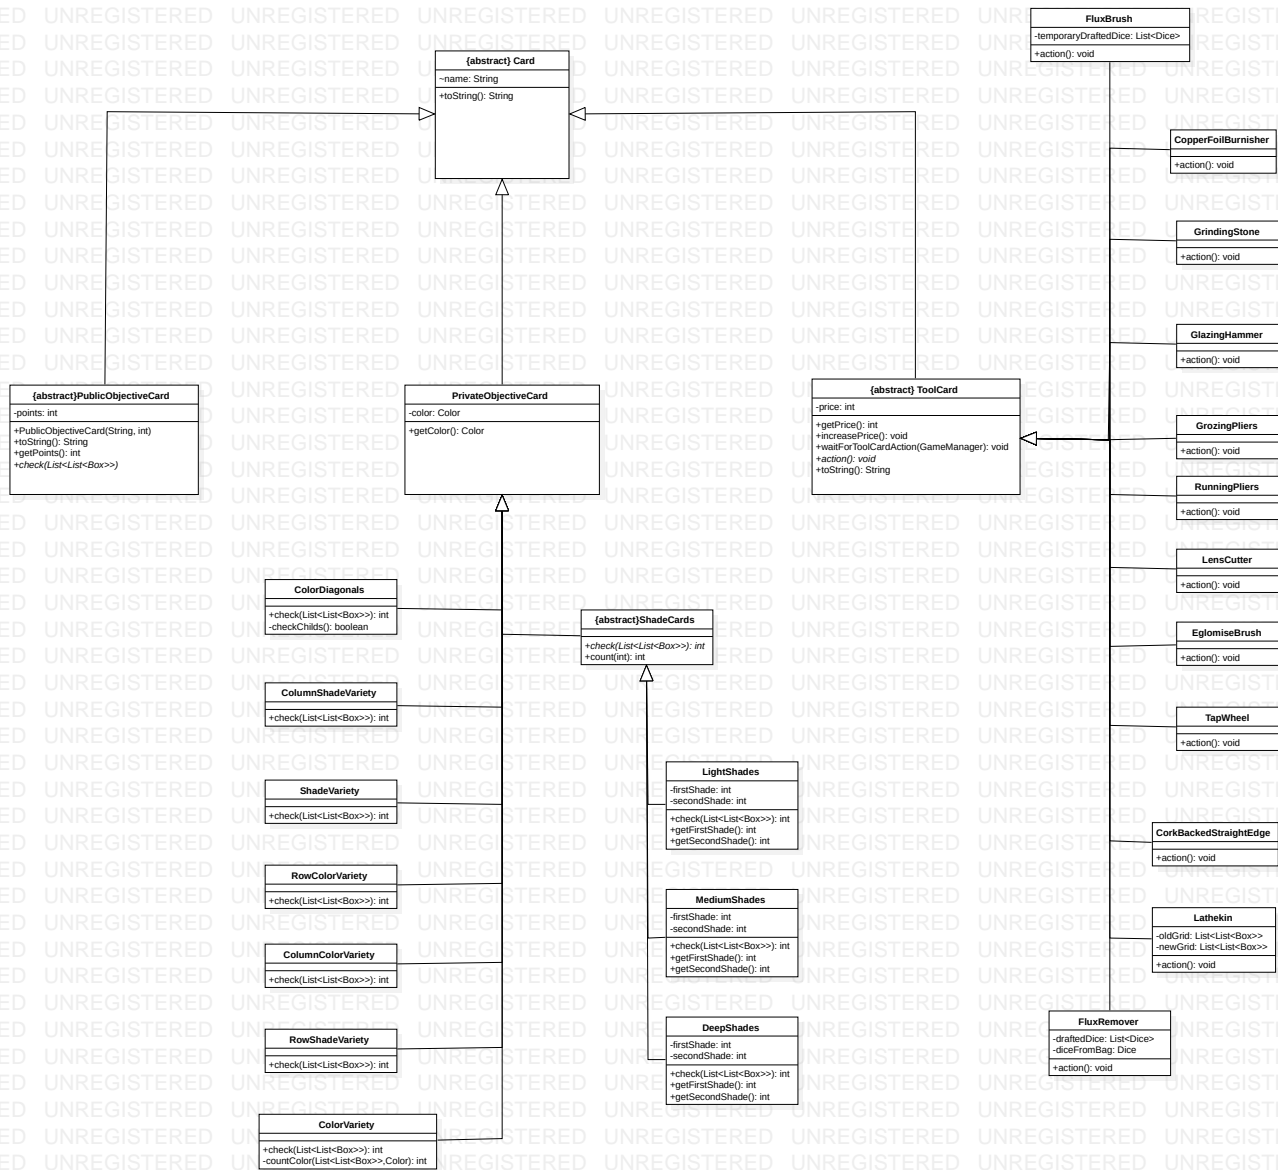 FluxBrush
-temporaryDraftedDice: List<Dice>
+action(): void
{abstract} Card
~name: String
+toString(): String
CopperFoilBurnisher
+action(): void
GrindingStone
+action(): void
GlazingHammer
+action(): void
{abstract}PublicObjectiveCard
-points: int
+PublicObjectiveCard(String, int)
+toString(): String
+getPoints(): int
+check(List<List<Box>>)
PrivateObjectiveCard
-color: Color
+getColor(): Color
{abstract} ToolCard
-price: int
+getPrice(): int
+increasePrice(): void
+waitForToolCardAction(GameManager): void
+action(): void
+toString(): String
GrozingPliers
+action(): void
RunningPliers
+action(): void
LensCutter
+action(): void
EglomiseBrush
+action(): void
TapWheel
+action(): void
CorkBackedStraightEdge
+action(): void
Lathekin
-oldGrid: List<List<Box>>
-newGrid: List<List<Box>>
+action(): void
FluxRemover
-draftedDice: List<Dice>
-diceFromBag: Dice
+action(): void
ColorDiagonals
+check(List<List<Box>>): int
-checkChilds(): boolean
{abstract}ShadeCards
+check(List<List<Box>>): int
+count(int): int
ColumnShadeVariety
+check(List<List<Box>>): int
ShadeVariety
+check(List<List<Box>>): int
RowColorVariety
+check(List<List<Box>>): int
ColumnColorVariety
+check(List<List<Box>>): int
RowShadeVariety
+check(List<List<Box>>): int
ColorVariety
+check(List<List<Box>>): int
-countColor(List<List<Box>>,Color): int
LightShades
-firstShade: int
-secondShade: int
+check(List<List<Box>>): int
+getFirstShade(): int
+getSecondShade(): int
MediumShades
-firstShade: int
-secondShade: int
+check(List<List<Box>>): int
+getFirstShade(): int
+getSecondShade(): int
DeepShades
-firstShade: int
-secondShade: int
+check(List<List<Box>>): int
+getFirstShade(): int
+getSecondShade(): int
UNREGISTERED